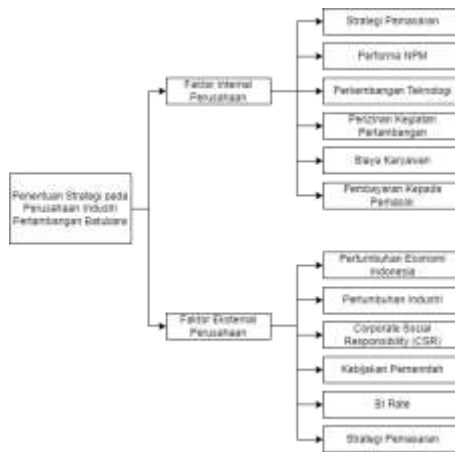 Strategi Pemasaran
Performa NPM
Faktor Internal
Perusahaan
Perkembangan Teknologi
Perizinan Kegiatan
Pertambangan
Biaya Karyawan
Penentuan Strategi pada
Perusahaan Industri
Pertambangan Batubara
Pembayaran Kepada
Pemasok
Pertumbuhan Ekonomi
Indonesia
Pertumbuhan Industri
Faktor Eksternal
Perusahaan
Corporate Social
Responsibility (CSR)
Kebijakan Pemerintah
BI Rate
Strategi Pemasaran